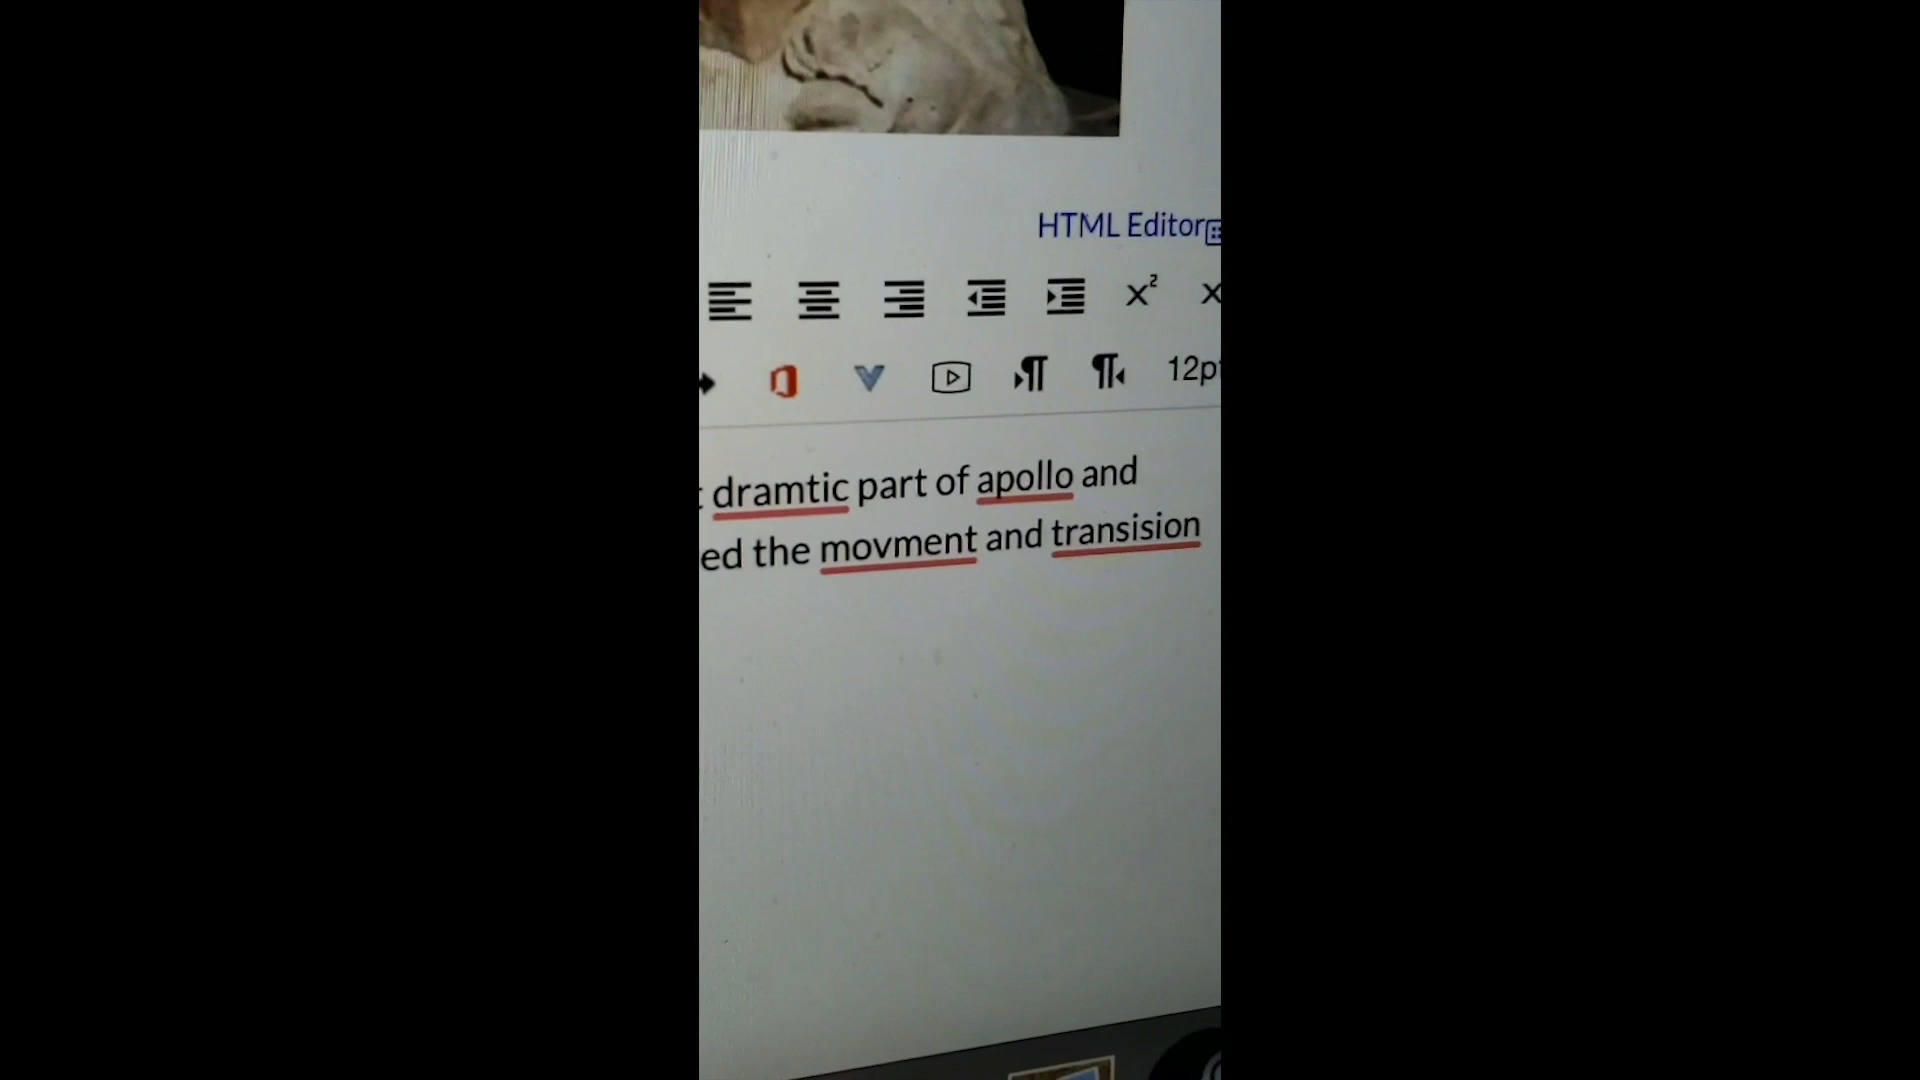 HTML Editor
x²
12p
dramtic part of apollo and
ed the movment and transision